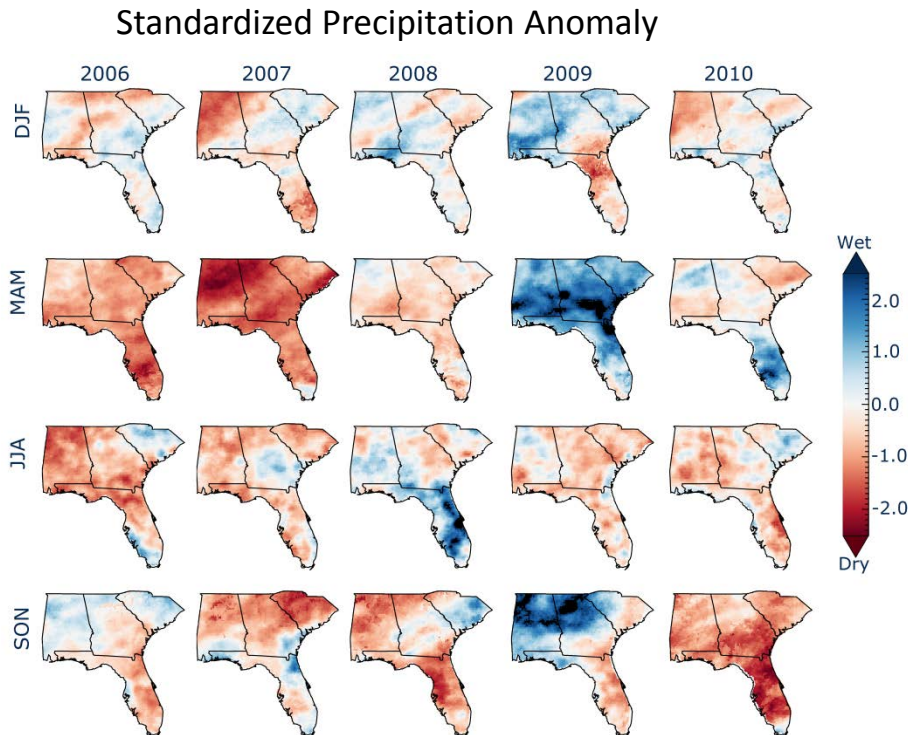 Standardized Precipitation Anomaly
2006 2007 2008 2009 2010
DJF
MAM
JJA
SON
Wet
2.0
1.0
0.0
-1.0
-2.0
Dry